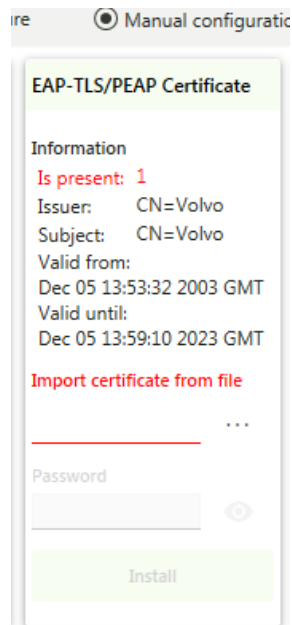 re Manual configuratio
EAP-TLS/PEAP Certificate
Information
Is present: 1
Issuer: CN=Volvo
Subject: CN=Volvo
Valid from:
Dec 05 13:53:32 2003 GMT
Valid until:
Dec 05 13:59:10 2023 GMT
Import certificate from file
...
Password
Install